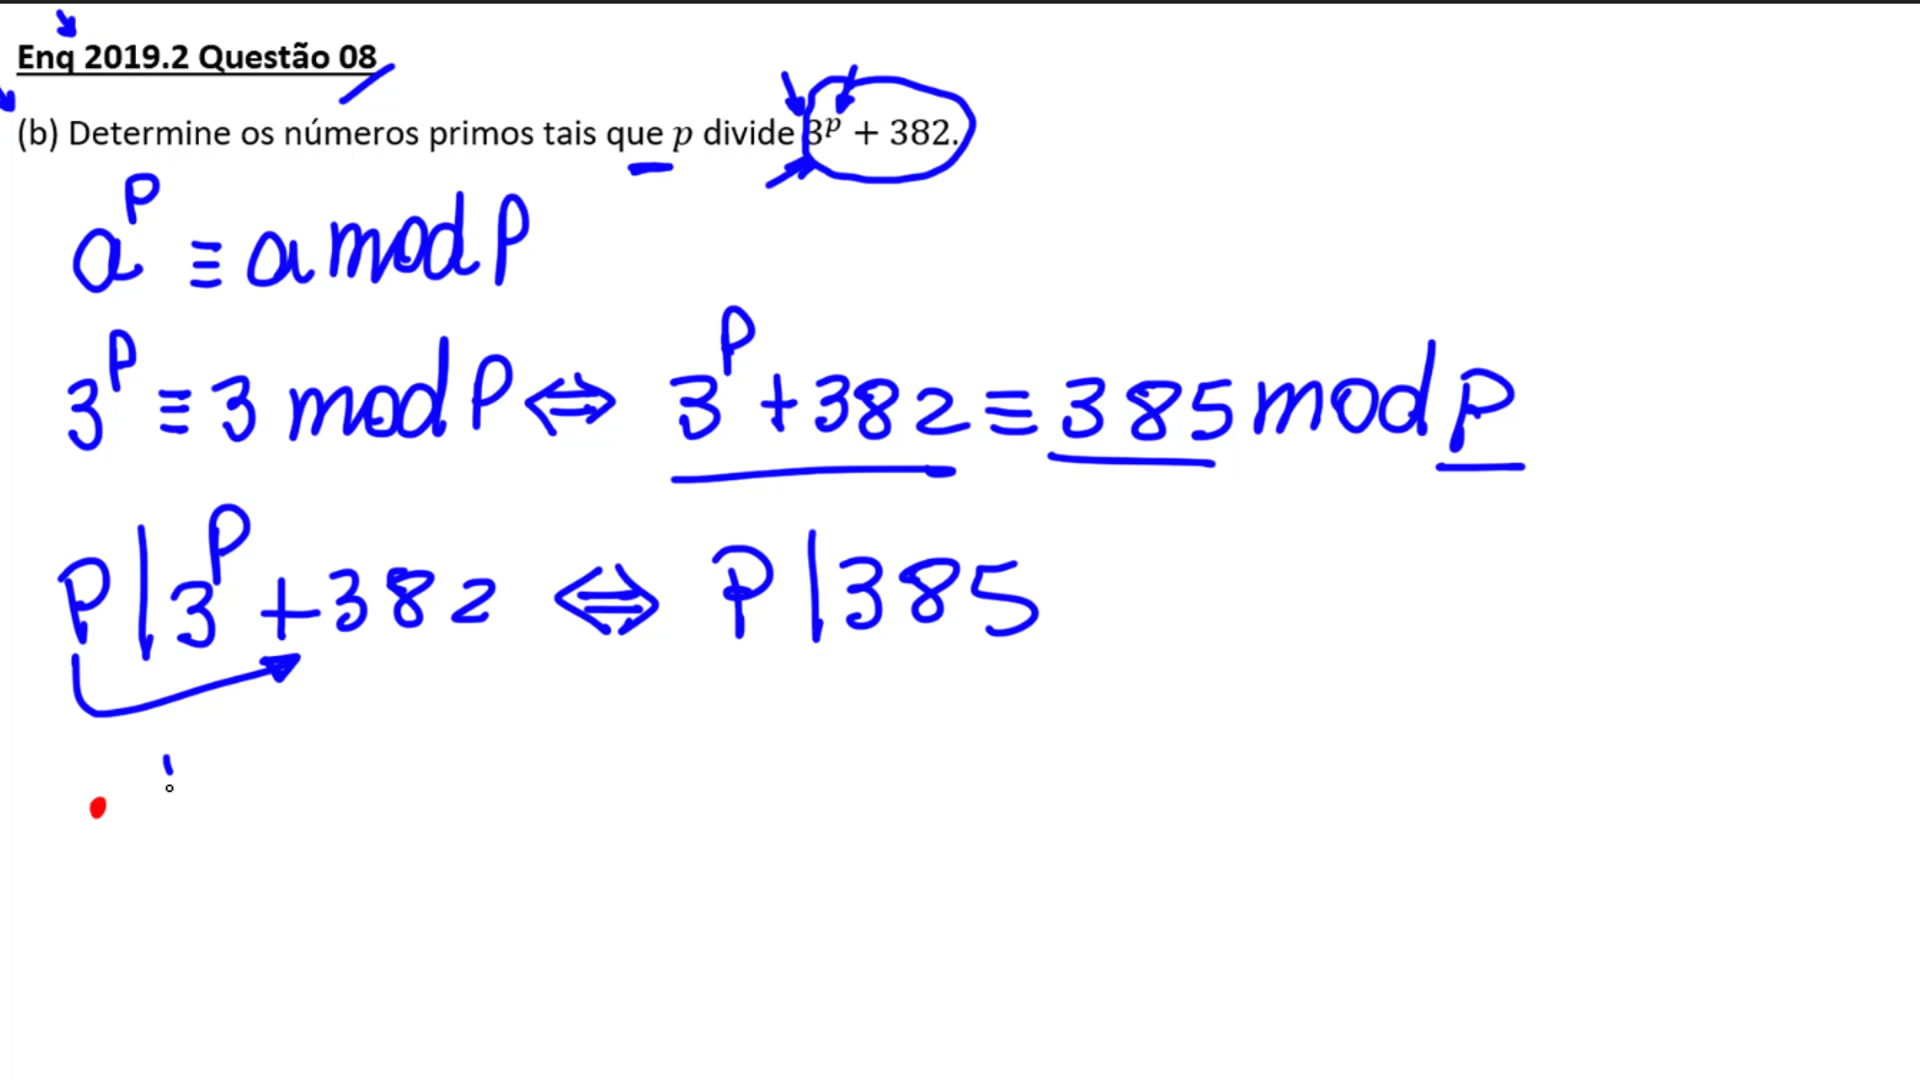 Enq 2019.2 Questão 08
(b) Determine os números primos tais que p divide 3^p + 382.
a^p ≡ a mod p
3^p ≡ 3 mod p ⇔ 3^p + 382 ≡ 385 mod p
p | 3^p + 382 ⇔ p | 385